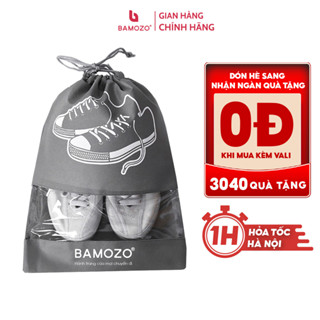 BAMOZO®
GIAN HÀNG
CHÍNH HÃNG
ĐÓN HÈ SANG
NHẬN NGÀN QUÀ TẶNG
0Đ
KHI MUA KÈM VALI
3040 QUÀ TẶNG
1H
HỎA TỐC
HÀ NỘI
BAMOZO